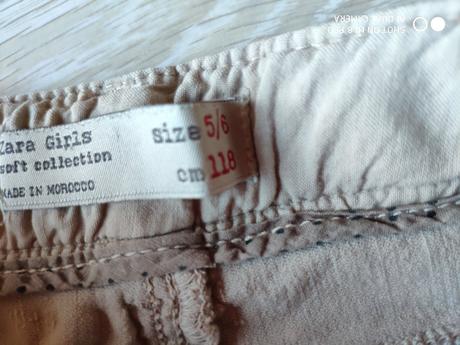 Zara Girls
soft collection
MADE IN MOROCCO
Size 5/6
cm 118
SHOT ON MI 8 PRO
AI DUAL CAMERA